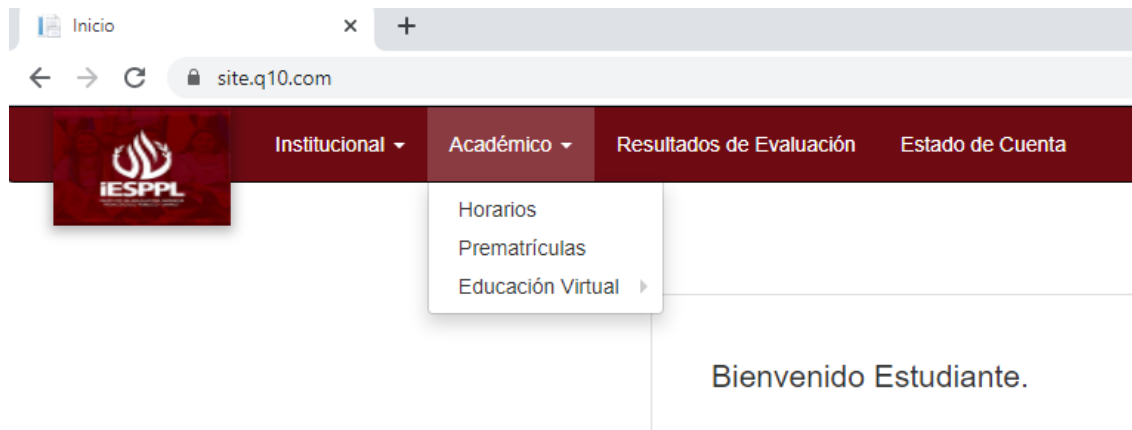 Inicio
site.q10.com
Institucional
Académico
Resultados de Evaluación
Estado de Cuenta
iESPPL
Horarios
Prematrículas
Educación Virtual
Bienvenido Estudiante.